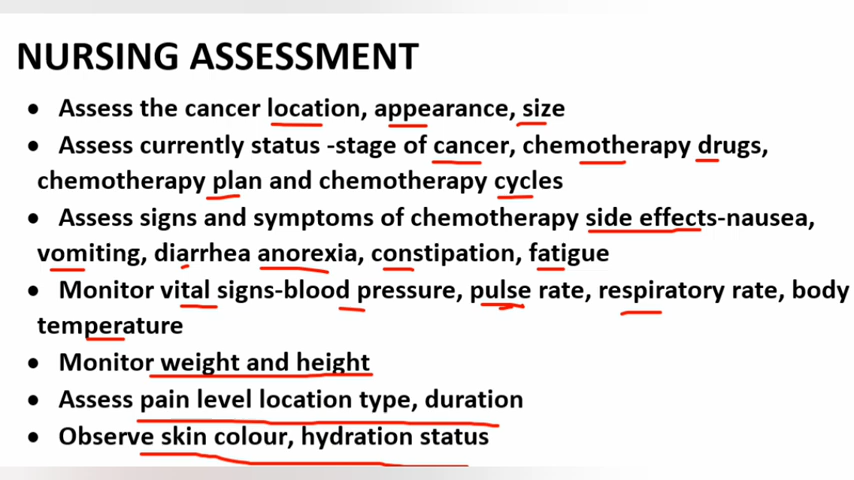 NURSING ASSESSMENT
• Assess the cancer location, appearance, size
• Assess currently status -stage of cancer, chemotherapy drugs,
chemotherapy plan and chemotherapy cycles
• Assess signs and symptoms of chemotherapy side effects-nausea,
vomiting, diarrhea anorexia, constipation, fatigue
• Monitor vital signs-blood pressure, pulse rate, respiratory rate, body
temperature
• Monitor weight and height
• Assess pain level location type, duration
• Observe skin colour, hydration status